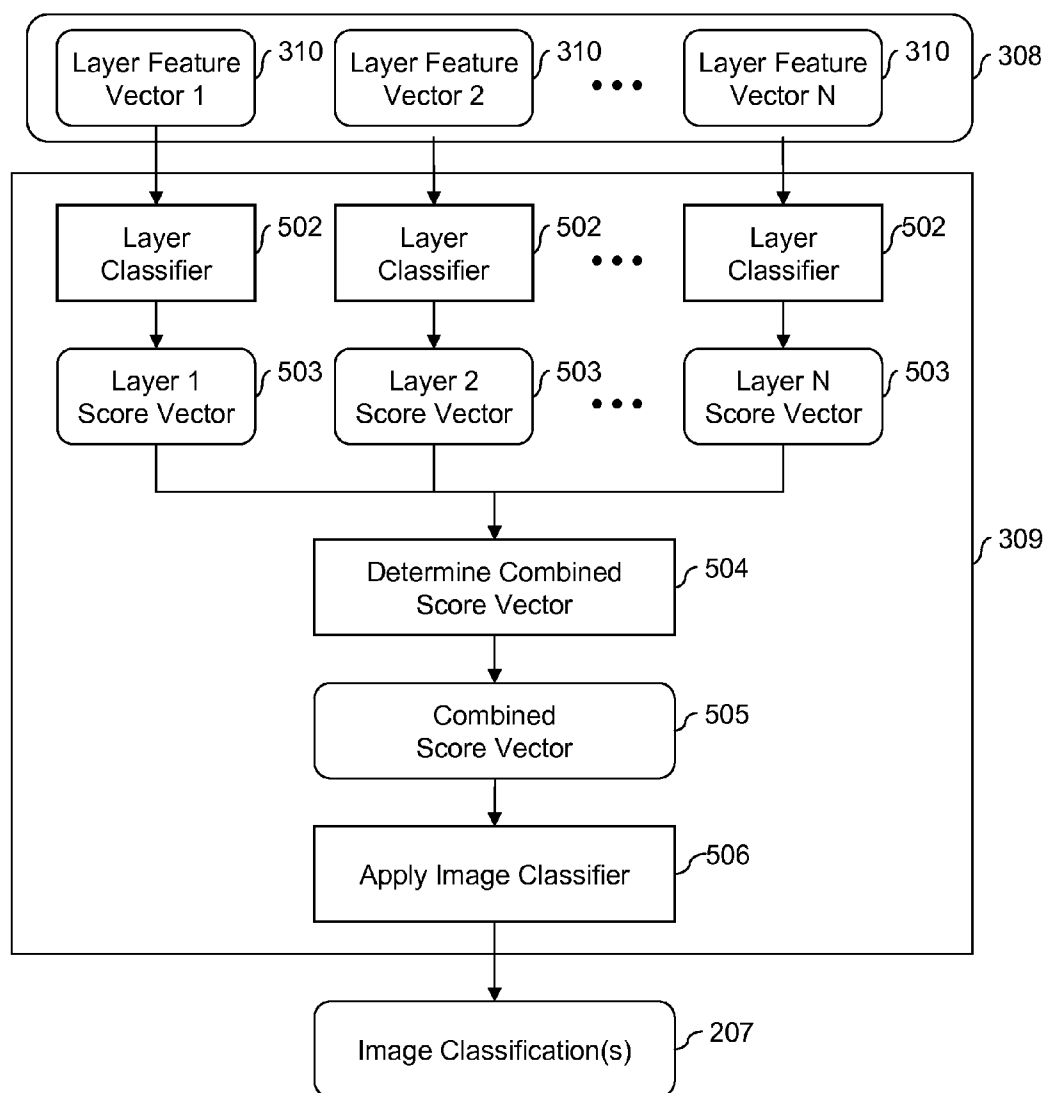 Layer Feature
Vector 1
310
Layer Feature
Vector 2
310
Layer Feature
Vector N
310
308
Layer
Classifier
502
Layer
Classifier
502
Layer
Classifier
502
Layer 1
Score Vector
503
Layer 2
Score Vector
503
Layer N
Score Vector
503
309
Determine Combined
Score Vector
504
Combined
Score Vector
505
Apply Image Classifier
506
Image Classification(s)
207